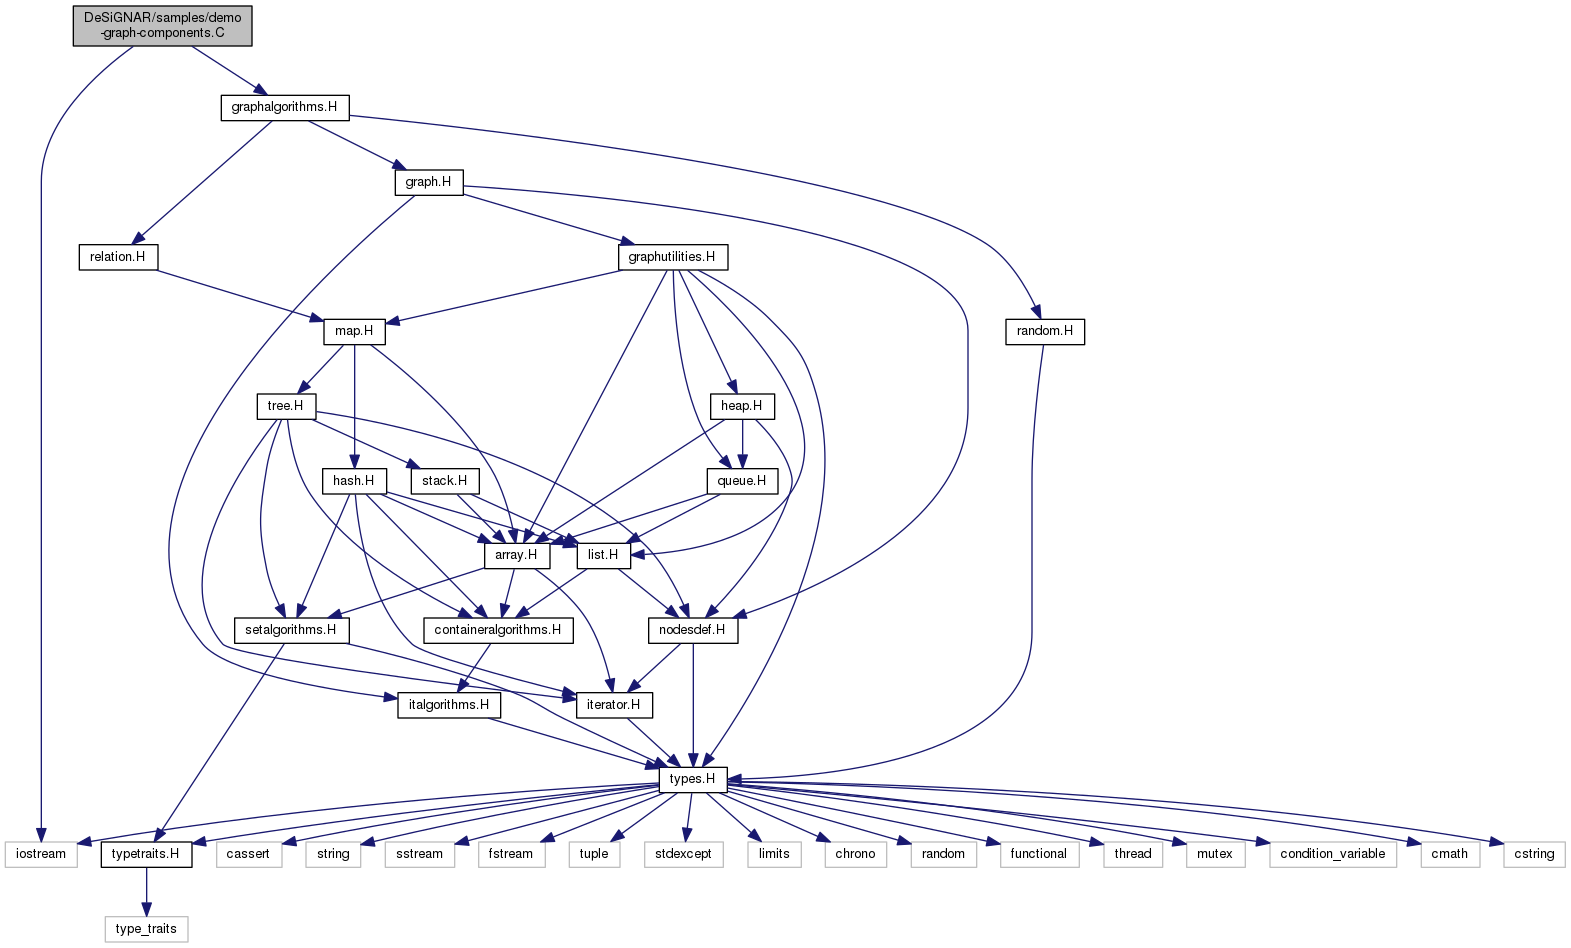 DeSiGNAR/samples/demo
-graph-components.C
graphalgorithms.H
graph.H
relation.H
graphutilities.H
map.H
random.H
tree.H
heap.H
hash.H
stack.H
queue.H
array.H
list.H
setalgorithms.H
containeralgorithms.H
nodesdef.H
italgorithms.H
iterator.H
types.H
iostream
typetraits.H
cassert
string
sstream
fstream
tuple
stdexcept
limits
chrono
random
functional
thread
mutex
condition_variable
cmath
cstring
type_traits